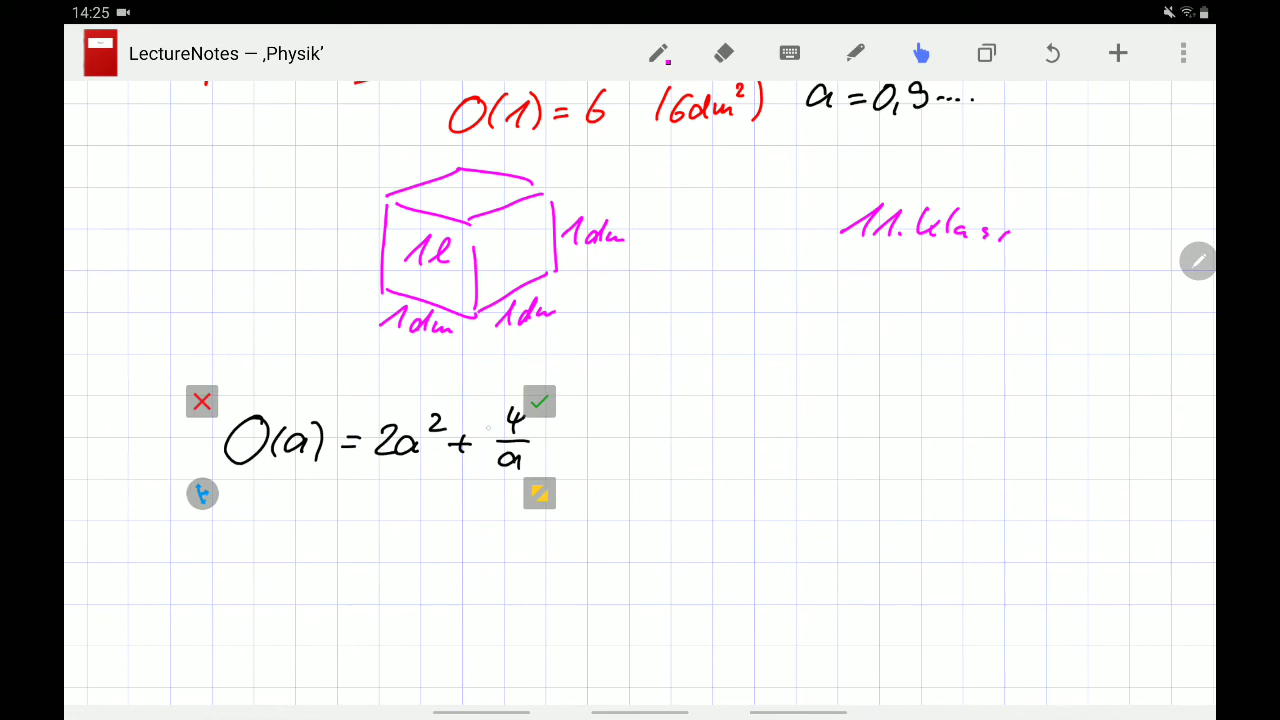 14:25
LectureNotes — ‚Physik‘
O(1) = 6 (6dm²) a = 0,9....
1l
1dm
11. Klass
1dm 1dm
O(a) = 2a² + 4/a